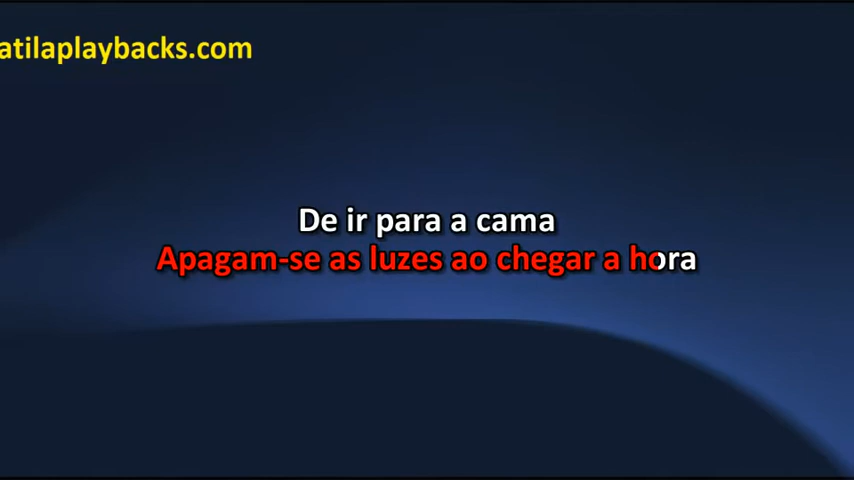 atilaplaybacks.com
De ir para a cama
Apagam-se as luzes ao chegar a hora